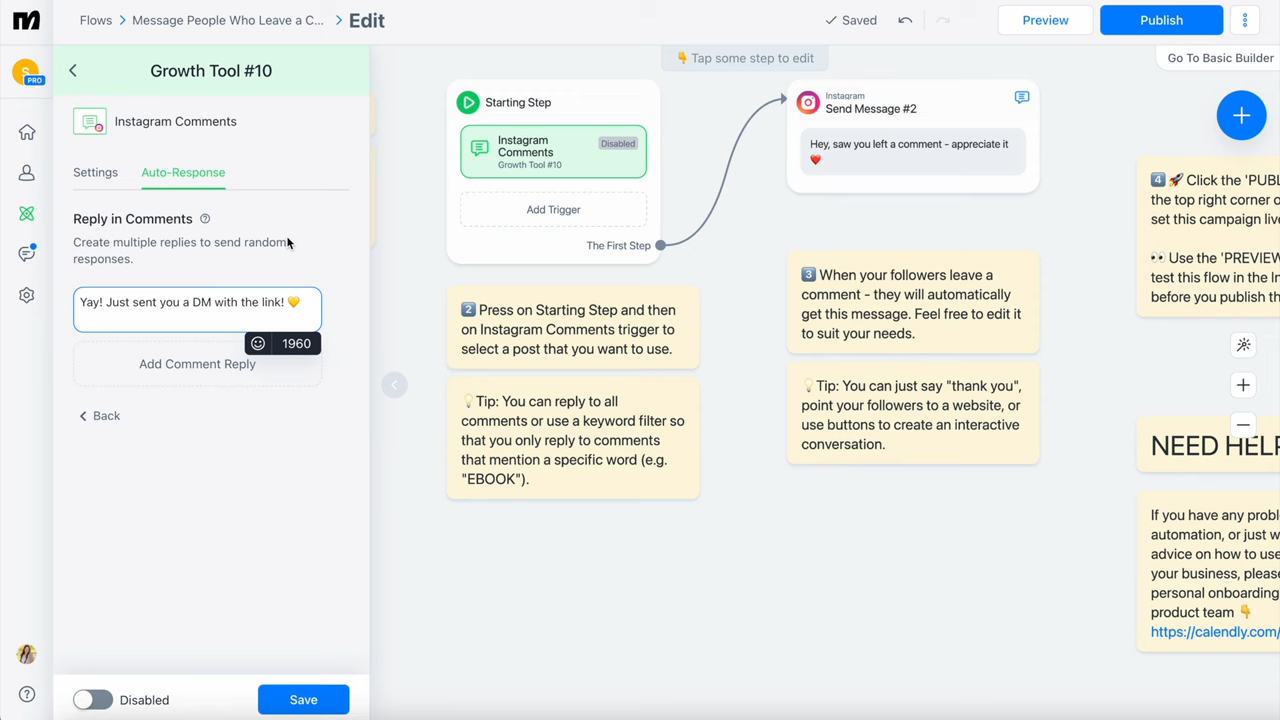 Flows
Message People Who Leave a C...
Edit
Saved
Preview
Publish
PRO
Growth Tool #10
Tap some step to edit
Go To Basic Builder
Instagram Comments
Settings
Auto-Response
Reply in Comments
Create multiple replies to send random
responses.
Yay! Just sent you a DM with the link! 💛
1960
Add Comment Reply
Back
Disabled
Save
Starting Step
Instagram
Comments
Disabled
Growth Tool #10
Add Trigger
The First Step
2️⃣ Press on Starting Step and then
on Instagram Comments trigger to
select a post that you want to use.
💡Tip: You can reply to all
comments or use a keyword filter so
that you only reply to comments
that mention a specific word (e.g.
"EBOOK").
Instagram
Send Message #2
Hey, saw you left a comment - appreciate it
❤️
3️⃣ When your followers leave a
comment - they will automatically
get this message. Feel free to edit it
to suit your needs.
💡Tip: You can just say "thank you",
point your followers to a website, or
use buttons to create an interactive
conversation.
4️⃣ 🚀 Click the 'PUBL
the top right corner o
set this campaign live
👀 Use the 'PREVIEW
test this flow in the In
before you publish th
NEED HELP
If you have any probl
automation, or just w
advice on how to use
your business, please
personal onboarding
product team 👇
https://calendly.com/